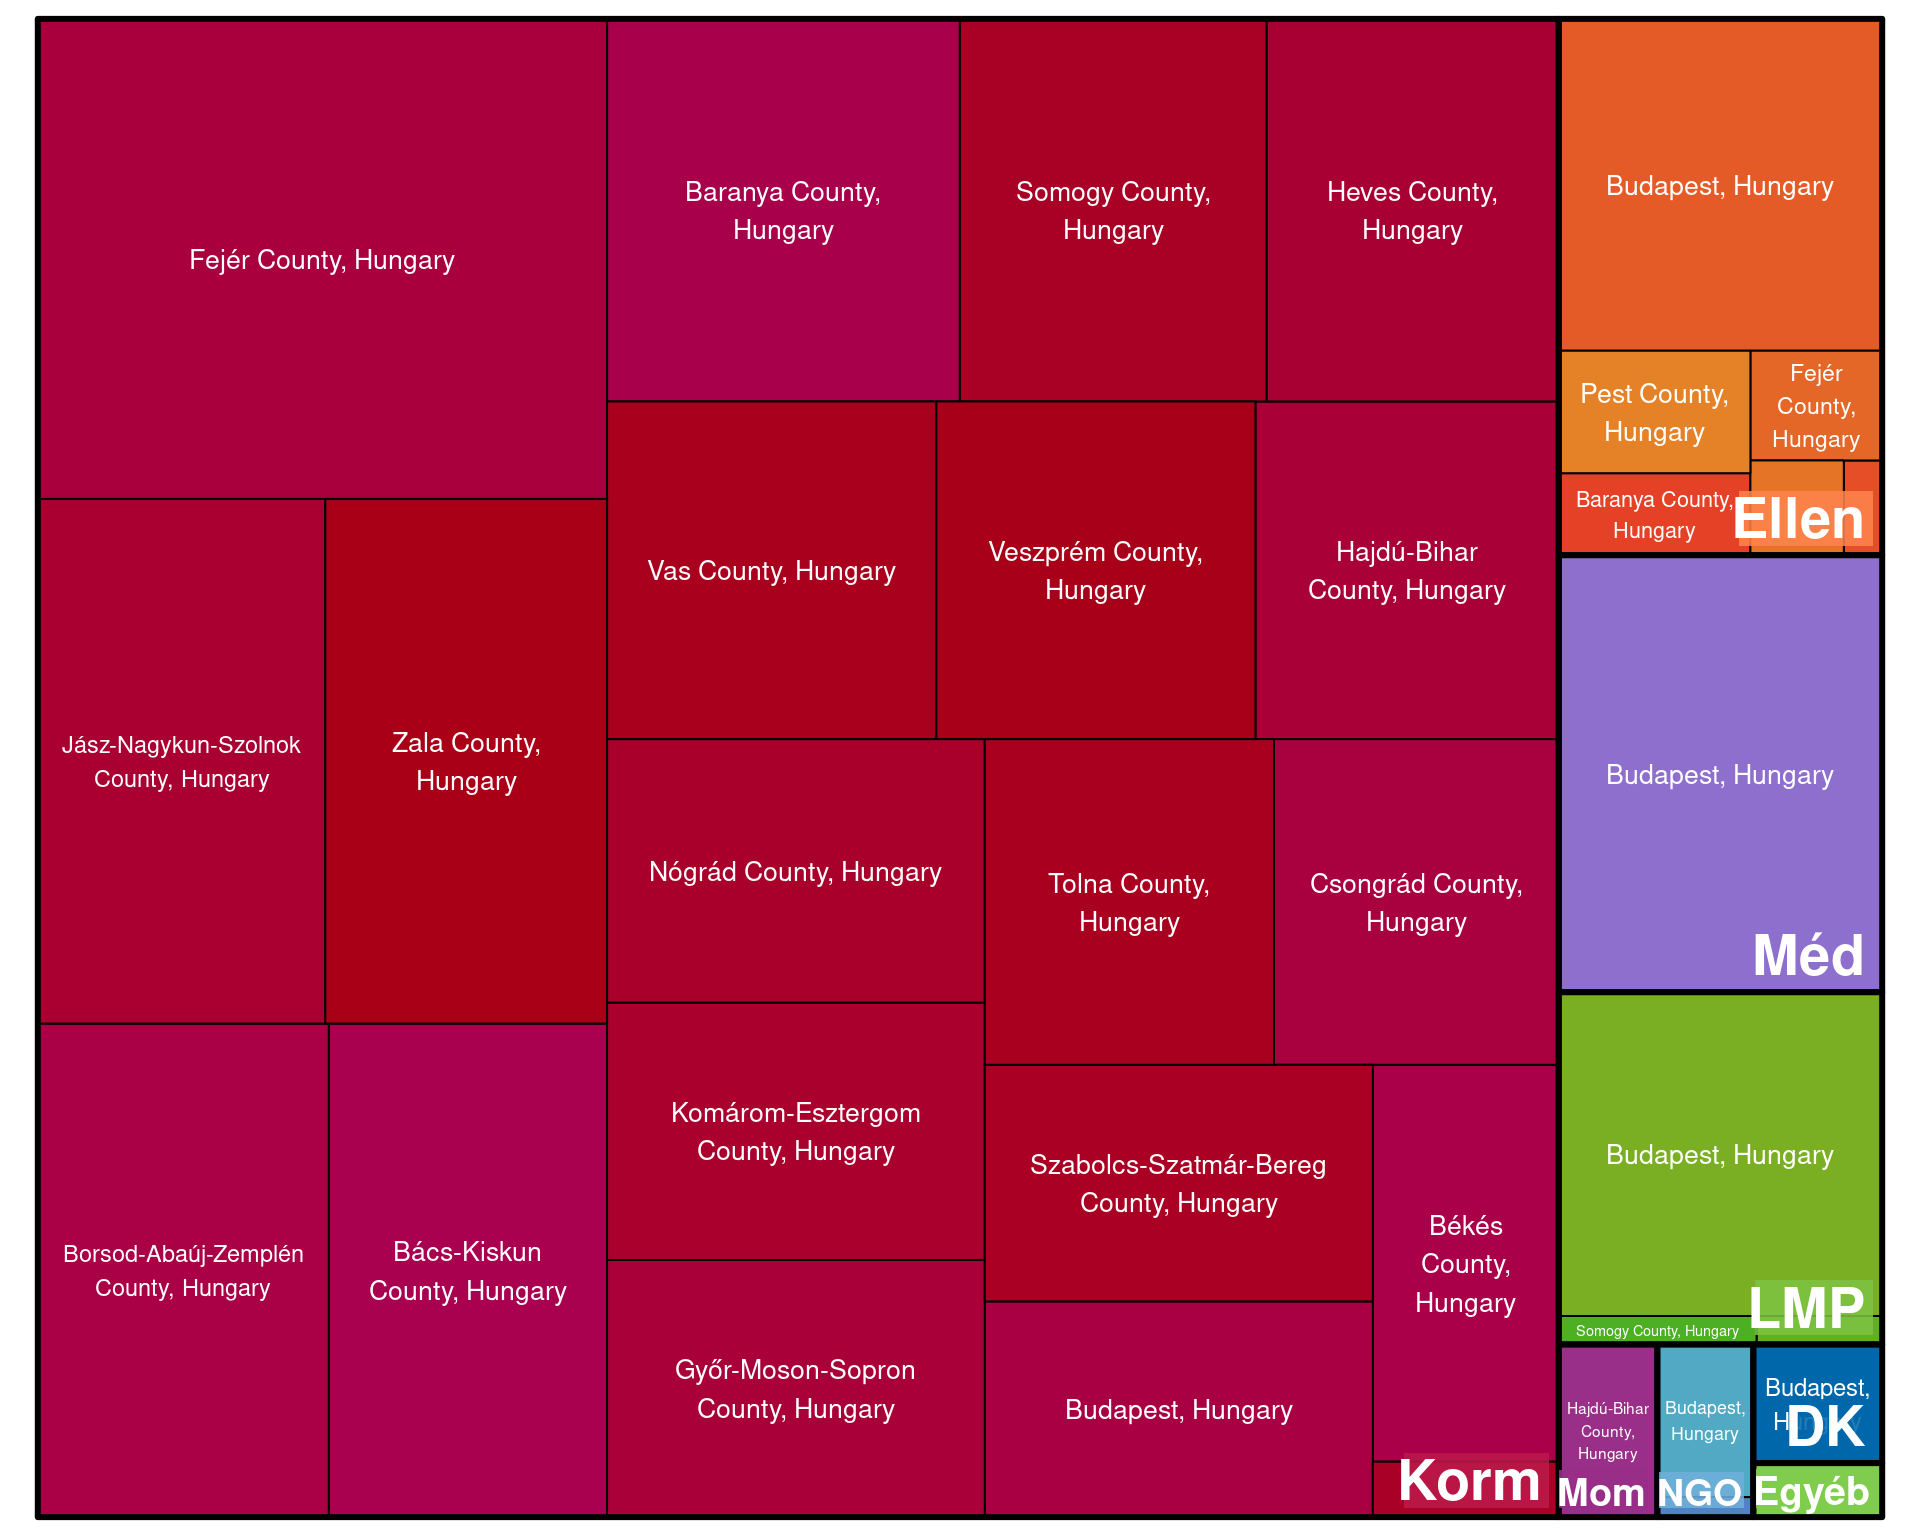 Fejér County, Hungary
Baranya County,
Hungary
Somogy County,
Hungary
Heves County,
Hungary
Jász-Nagykun-Szolnok
County, Hungary
Zala County,
Hungary
Vas County, Hungary
Veszprém County,
Hungary
Hajdú-Bihar
County, Hungary
Nógrád County, Hungary
Tolna County,
Hungary
Csongrád County,
Hungary
Borsod-Abaúj-Zemplén
County, Hungary
Bács-Kiskun
County, Hungary
Komárom-Esztergom
County, Hungary
Szabolcs-Szatmár-Bereg
County, Hungary
Békés
County,
Hungary
Győr-Moson-Sopron
County, Hungary
Budapest, Hungary
Korm
Budapest, Hungary
Pest County,
Hungary
Fejér
County,
Hungary
Baranya County,
Hungary
Ellen
Budapest, Hungary
Méd
Budapest, Hungary
Somogy County, Hungary
LMP
Hajdú-Bihar
County,
Hungary
Mom
Budapest,
Hungary
NGO
Budapest,
Hungary
DK
Egyéb